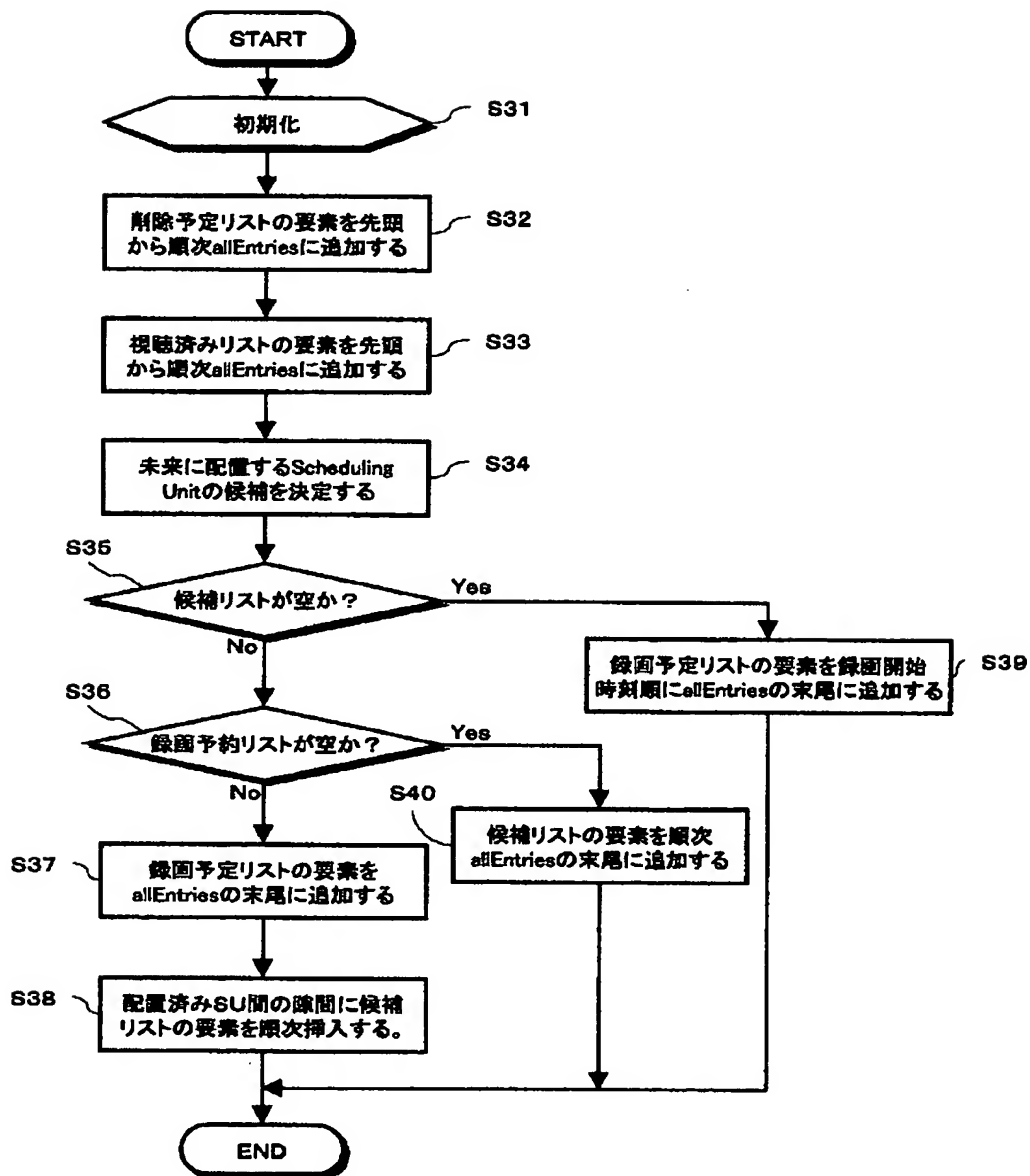 START
初期化
S31
削除予定リストの要素を先頭
から順次allEntriesに追加する
S32
視聴済みリストの要素を先頭
から順次allEntriesに追加する
S33
未来に配置するScheduling
Unitの候補を決定する
S34
S35
候補リストが空か?
Yes
No
録画予定リストの要素を録画開始
時刻順にallEntriesの末尾に追加する
S39
S36
録画予約リストが空か?
Yes
No
S40
候補リストの要素を順次
allEntriesの末尾に追加する
S37
録画予定リストの要素を
allEntriesの末尾に追加する
S38
配置済みSU間の隙間に候補
リストの要素を順次挿入する。
END